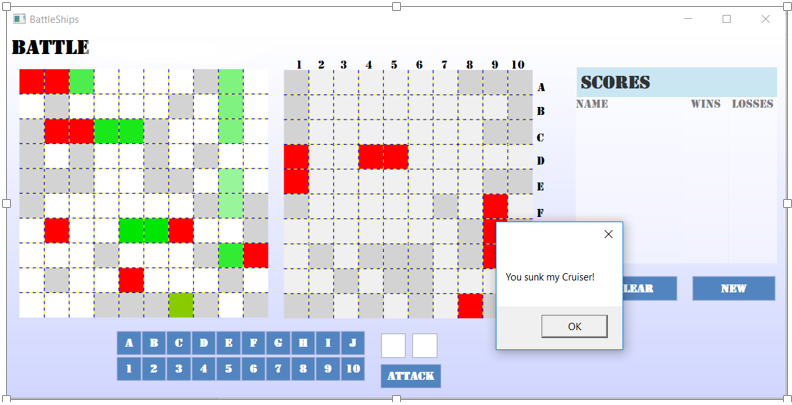 BattleShips
BATTLE
1 2 3 4 5 6 7 8 9 10
SCORES
A
NAME WINS LOSSES
B
C
D
E
F
You sunk my Cruiser!
LEAR NEW
OK
A B C D E F G H I J
1 2 3 4 5 6 7 8 9 10
ATTACK